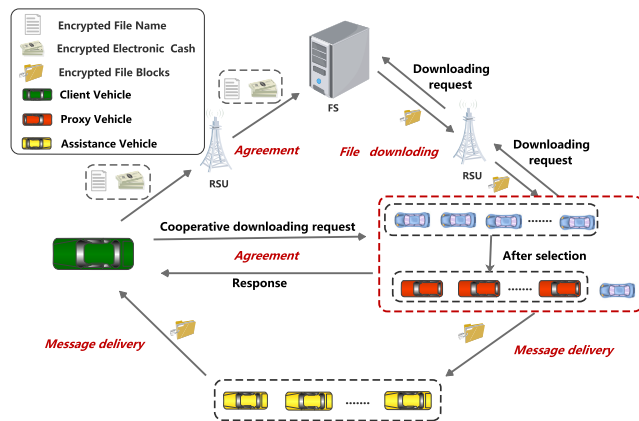 Encrypted File Name
Encrypted Electronic Cash
Encrypted File Blocks
Client Vehicle
Proxy Vehicle
Assistance Vehicle
FS
Downloading
request
RSU
Agreement
File downloding
RSU
Downloading
request
Cooperative downloading request
Agreement
Response
After selection
Message delivery
Message delivery